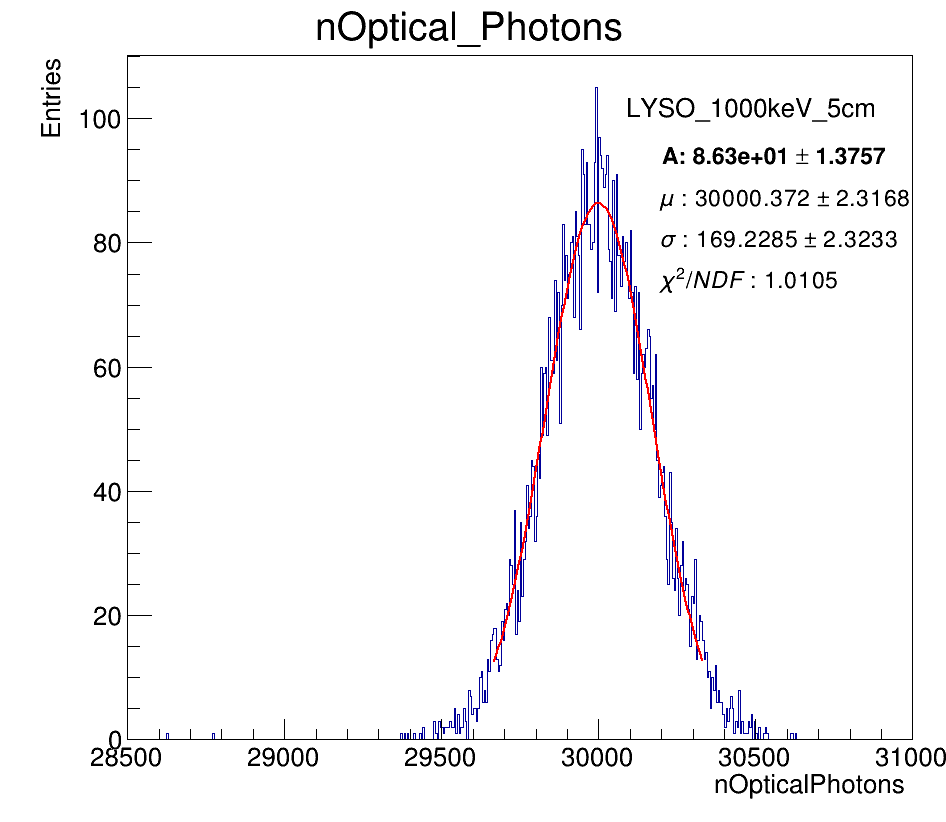 nOptical_Photons
Entries
LYSO_1000keV_5cm
A: 8.63e+01 ± 1.3757
μ : 30000.372 ± 2.3168
σ : 169.2285 ± 2.3233
χ²/NDF : 1.0105
100
80
60
40
20
0
28500 29000 29500 30000 30500 31000
nOpticalPhotons